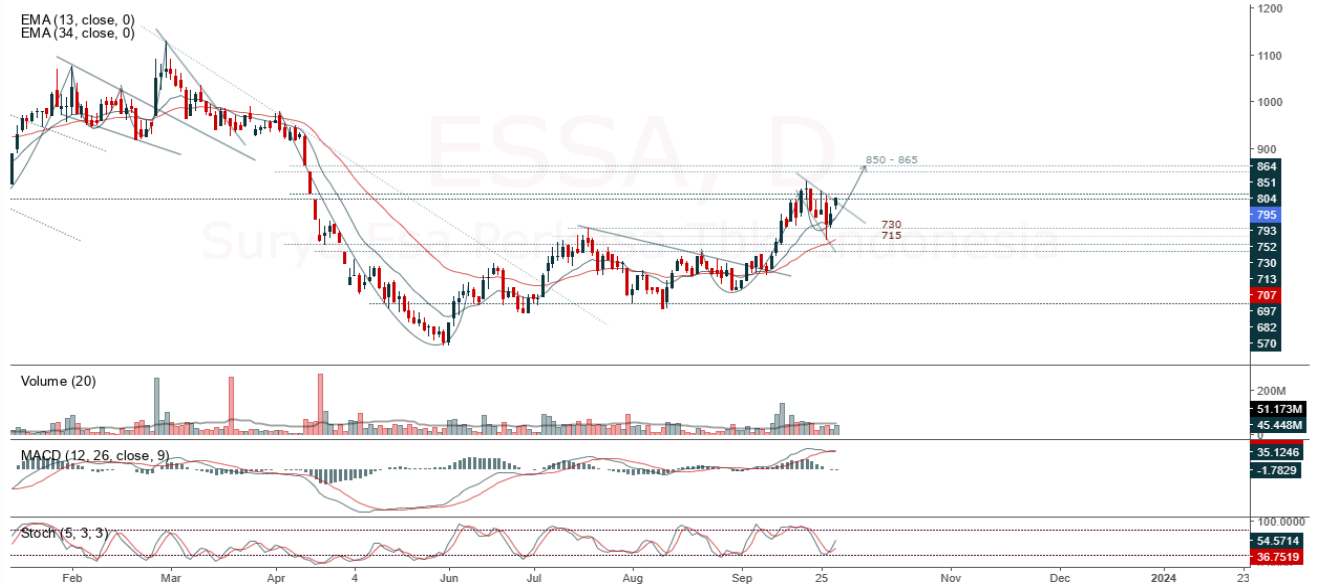 EMA (13, close, 0)
EMA (34, close, 0)
ESSA, D
1200
1100
1000
900
850 - 865
864
851
804
795
793
752
730
713
707
697
682
570
730
715
Volume (20)
200M
51.173M
45.448M
0
MACD (12, 26, close, 9)
35.1246
-1.7829
Stoch (5, 3, 3)
100.0000
54.5714
36.7519
Feb Mar Apr 4 Jun Jul Aug Sep 25 Nov Dec 2024 23